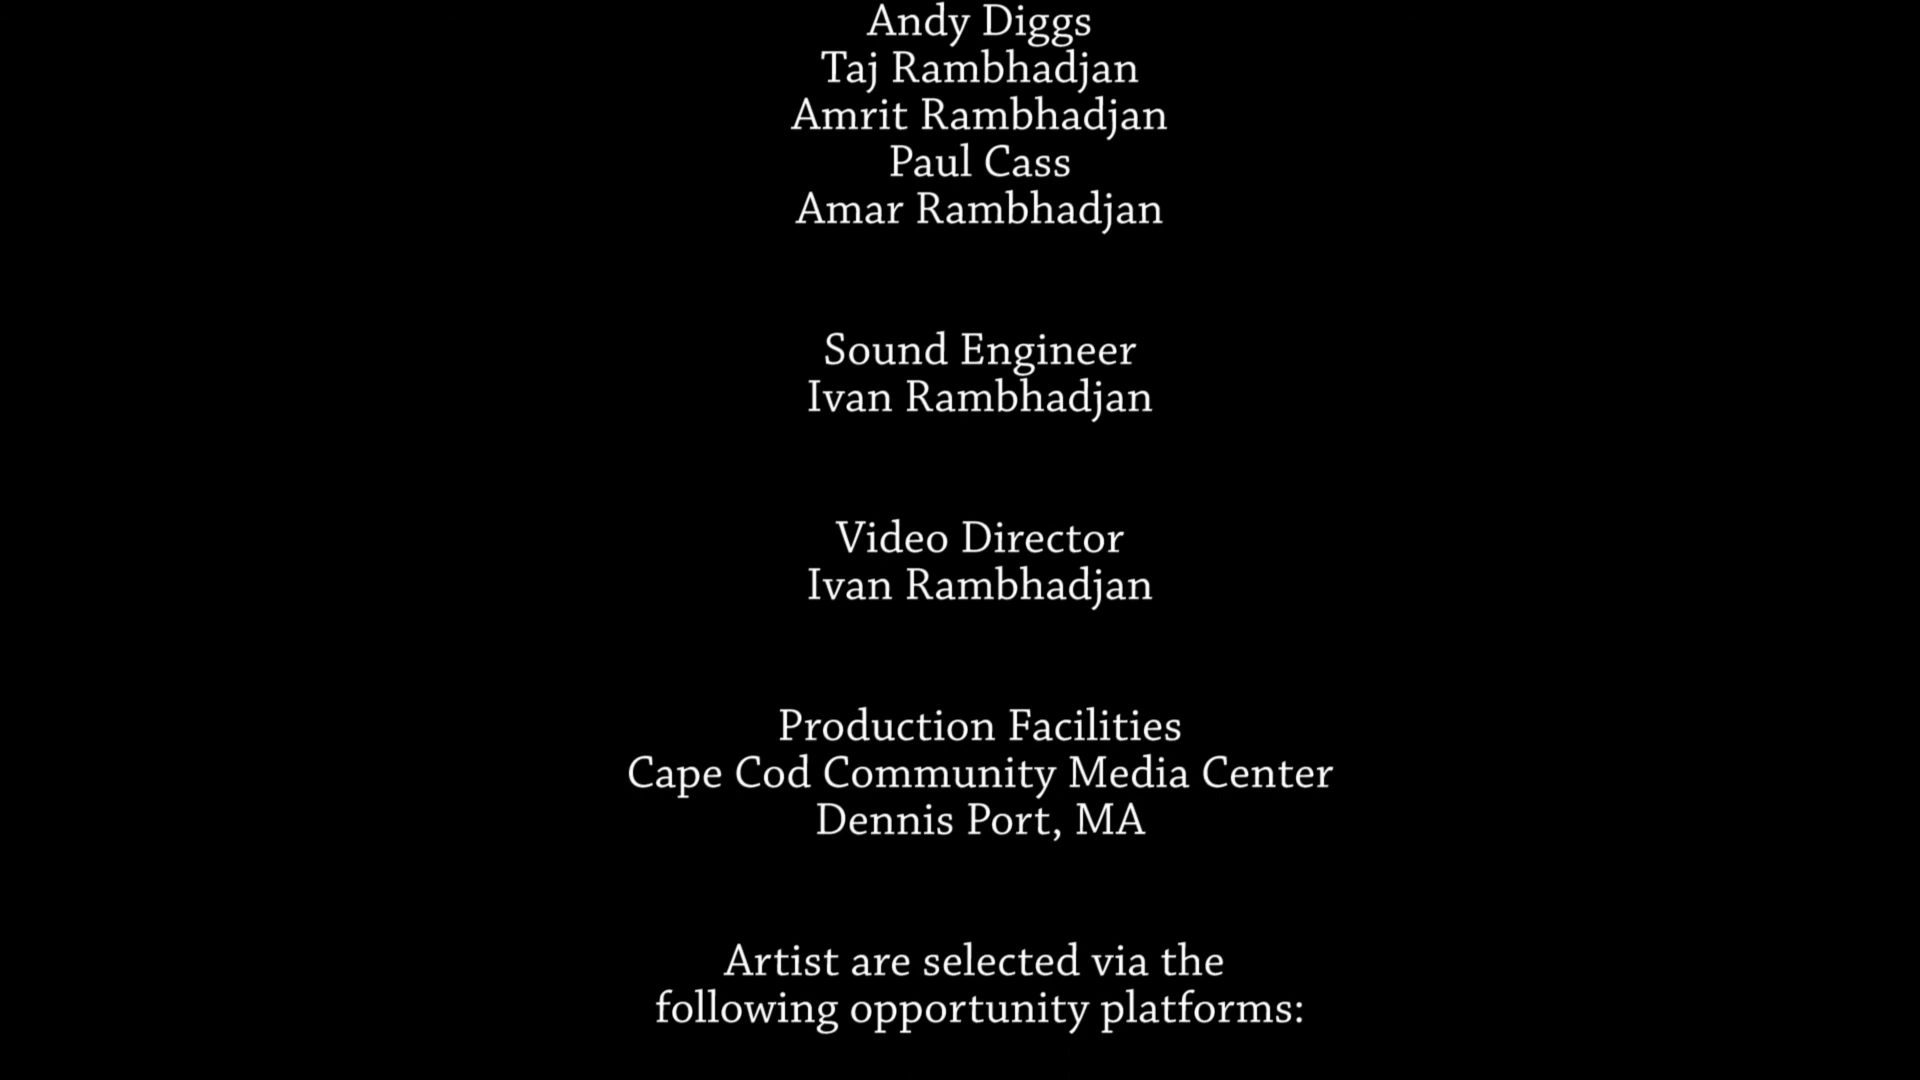 Andy Diggs
Taj Rambhadjan
Amrit Rambhadjan
Paul Cass
Amar Rambhadjan
Sound Engineer
Ivan Rambhadjan
Video Director
Ivan Rambhadjan
Production Facilities
Cape Cod Community Media Center
Dennis Port, MA
Artist are selected via the
following opportunity platforms: